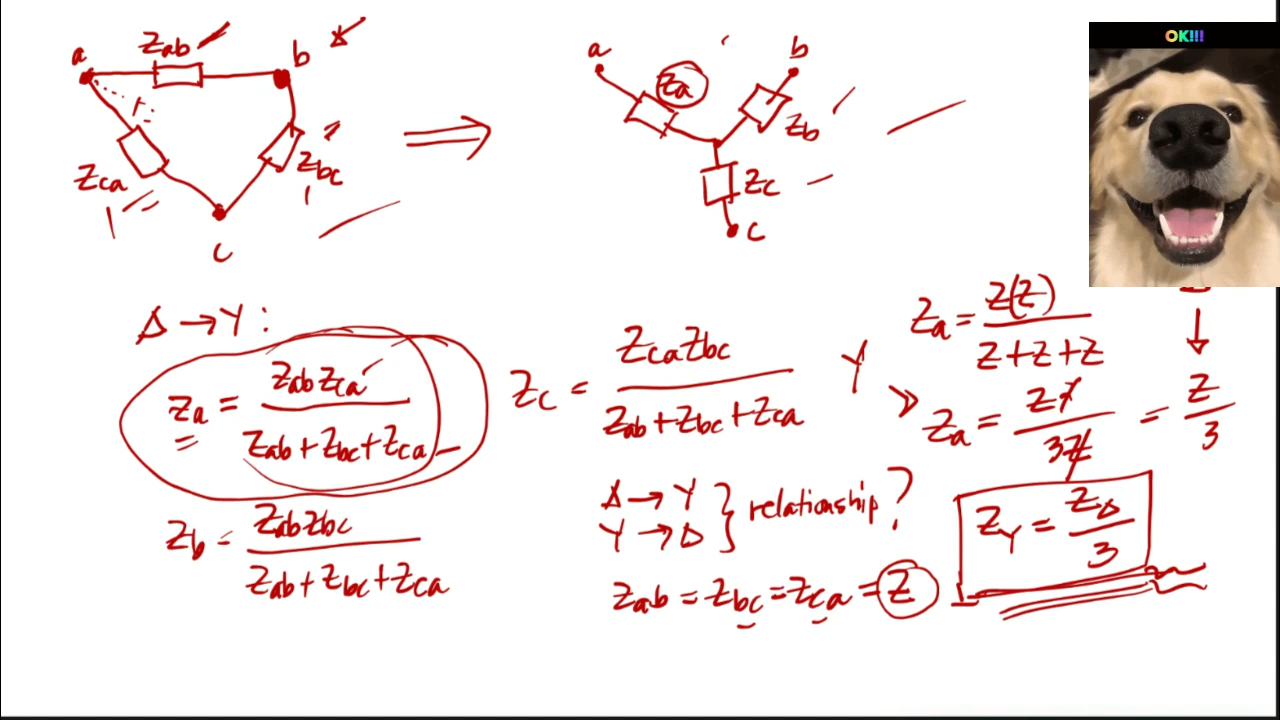 OK!!!
a
Zab
b
Δ
Zca
Zbc
c
a
Za
b
Zb
Zc
c
Δ → Y :
Za = ZabZca / Zab+Zbc+Zca
Zb = ZabZbc / Zab+Zbc+Zca
Zc = ZcaZbc / Zab+Zbc+Zca
Δ → Y
Y → Δ } relationship?
Zab = Zbc = Zca = Z
Y
Za = Z(Z) / Z+Z+Z
Za = ZZ / 3Z = Z / 3
ZY = ZΔ / 3